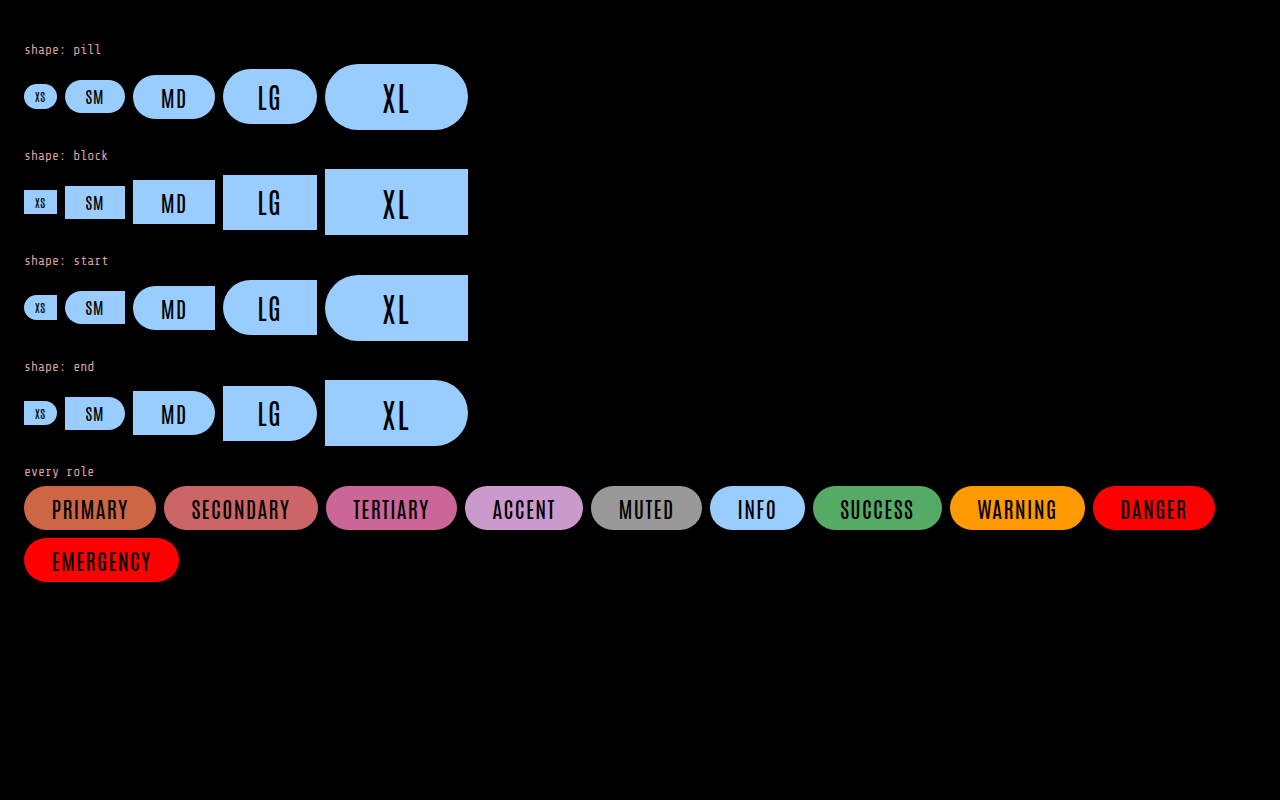 shape: pill
XS SM MD LG XL
shape: block
XS SM MD LG XL
shape: start
XS SM MD LG XL
shape: end
XS SM MD LG XL
every role
PRIMARY SECONDARY TERTIARY ACCENT MUTED INFO SUCCESS WARNING DANGER
EMERGENCY